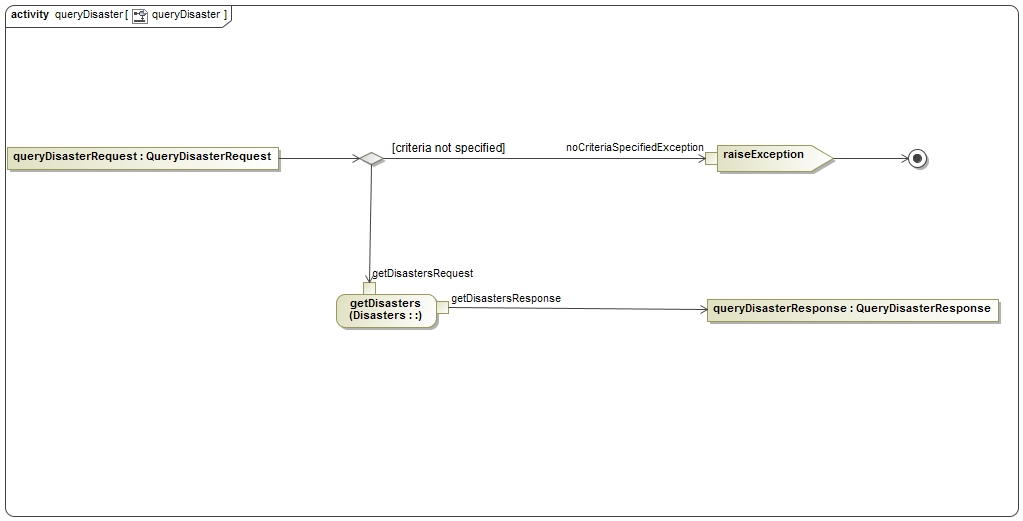 activity queryDisaster [ queryDisaster ]
[criteria not specified]
noCriteriaSpecifiedException
queryDisasterRequest : QueryDisasterRequest
raiseException
getDisastersRequest
getDisasters
(Disasters : :)
getDisastersResponse
queryDisasterResponse : QueryDisasterResponse